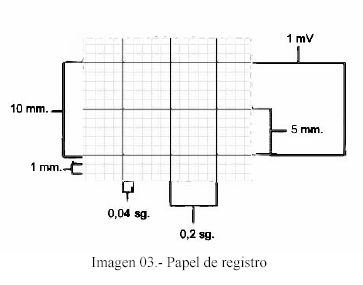 1 mV
10 mm.
5 mm.
1 mm.
0,04 sg.
0,2 sg.
Imagen 03.- Papel de registro